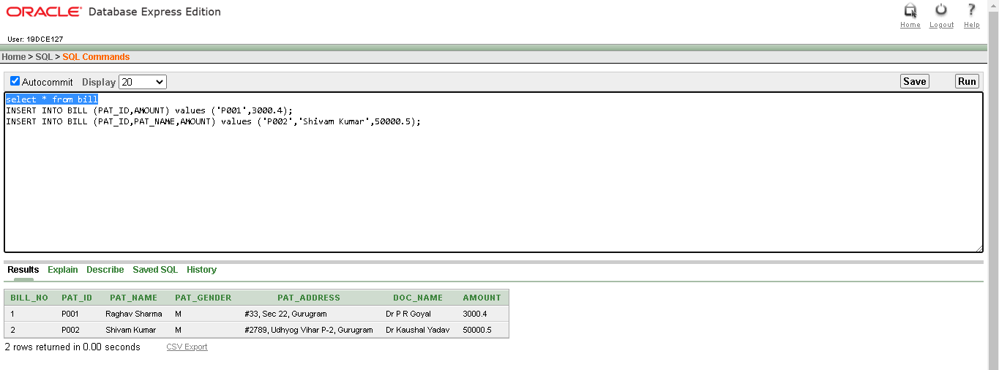 ORACLE® Database Express Edition
Home Logout Help
User: 19DCE127
Home > SQL > SQL Commands
Autocommit Display 20 Save Run
select * from bill
INSERT INTO BILL (PAT_ID,AMOUNT) values ('P001',3000.4);
INSERT INTO BILL (PAT_ID,PAT_NAME,AMOUNT) values ('P002','Shivam Kumar',50000.5);
Results Explain Describe Saved SQL History
BILL_NO PAT_ID PAT_NAME PAT_GENDER PAT_ADDRESS DOC_NAME AMOUNT
1 P001 Raghav Sharma M #33, Sec 22, Gurugram Dr P R Goyal 3000.4
2 P002 Shivam Kumar M #2789, Udhyog Vihar P-2, Gurugram Dr Kaushal Yadav 50000.5
2 rows returned in 0.00 seconds CSV Export